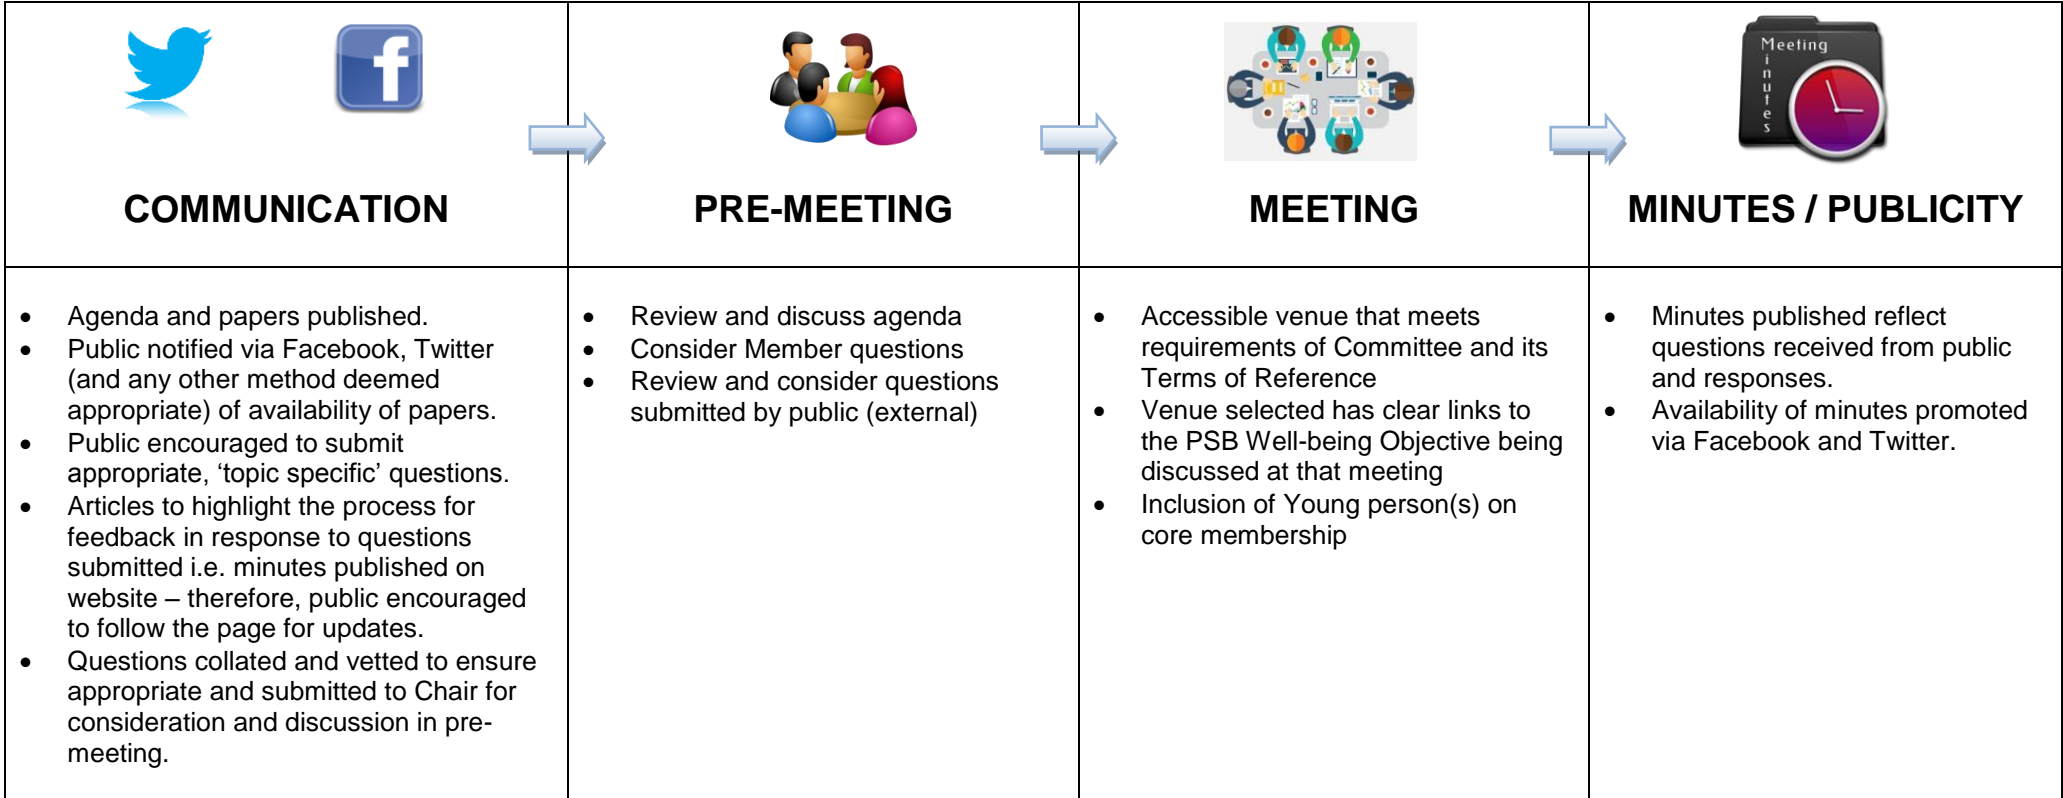 Meeting
Minutes
COMMUNICATION
PRE-MEETING
MEETING
MINUTES / PUBLICITY
• Agenda and papers published.
• Public notified via Facebook, Twitter
(and any other method deemed
appropriate) of availability of papers.
• Public encouraged to submit
appropriate, ‘topic specific’ questions.
• Articles to highlight the process for
feedback in response to questions
submitted i.e. minutes published on
website – therefore, public encouraged
to follow the page for updates.
• Questions collated and vetted to ensure
appropriate and submitted to Chair for
consideration and discussion in pre-
meeting.
• Review and discuss agenda
• Consider Member questions
• Review and consider questions
submitted by public (external)
• Accessible venue that meets
requirements of Committee and its
Terms of Reference
• Venue selected has clear links to
the PSB Well-being Objective being
discussed at that meeting
• Inclusion of Young person(s) on
core membership
• Minutes published reflect
questions received from public
and responses.
• Availability of minutes promoted
via Facebook and Twitter.